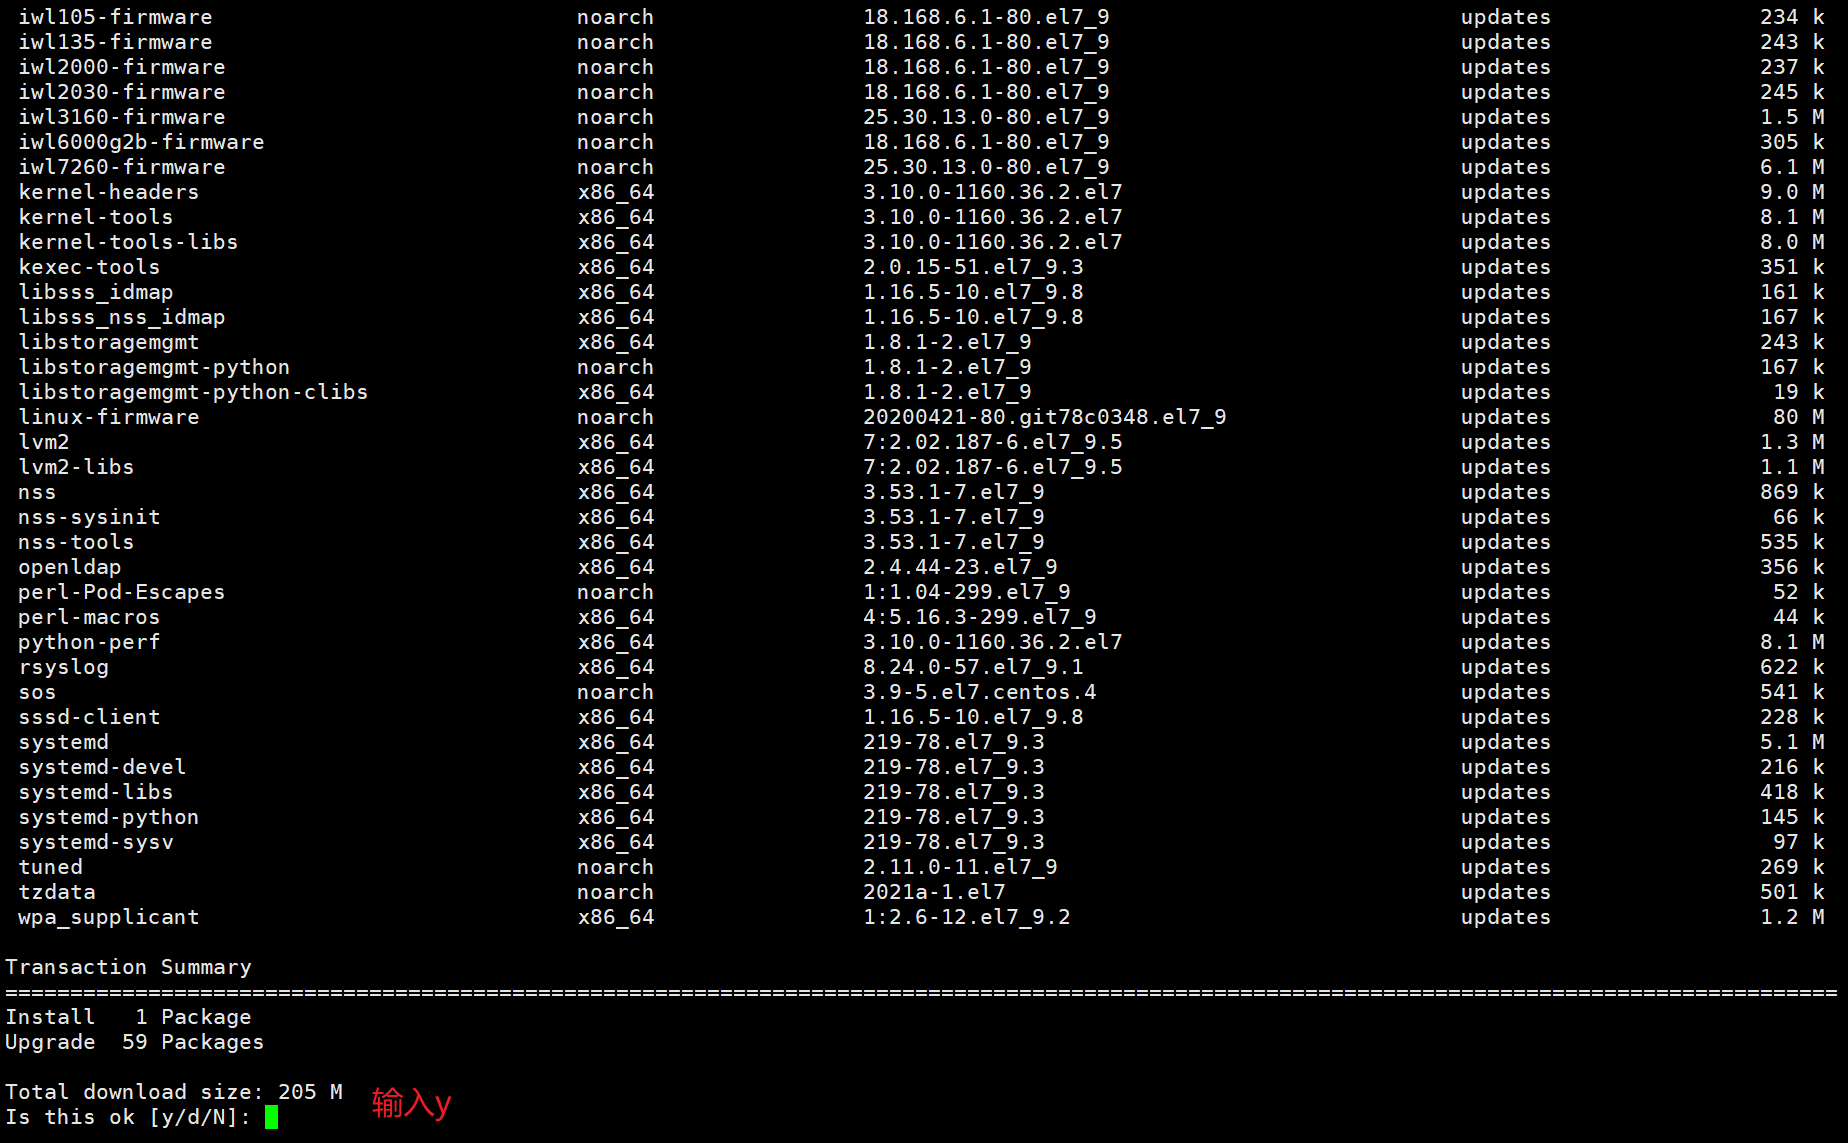 iwl105-firmware noarch 18.168.6.1-80.el7_9 updates 234 k
iwl135-firmware noarch 18.168.6.1-80.el7_9 updates 243 k
iwl2000-firmware noarch 18.168.6.1-80.el7_9 updates 237 k
iwl2030-firmware noarch 18.168.6.1-80.el7_9 updates 245 k
iwl3160-firmware noarch 25.30.13.0-80.el7_9 updates 1.5 M
iwl6000g2b-firmware noarch 18.168.6.1-80.el7_9 updates 305 k
iwl7260-firmware noarch 25.30.13.0-80.el7_9 updates 6.1 M
kernel-headers x86_64 3.10.0-1160.36.2.el7 updates 9.0 M
kernel-tools x86_64 3.10.0-1160.36.2.el7 updates 8.1 M
kernel-tools-libs x86_64 3.10.0-1160.36.2.el7 updates 8.0 M
kexec-tools x86_64 2.0.15-51.el7_9.3 updates 351 k
libsss_idmap x86_64 1.16.5-10.el7_9.8 updates 161 k
libsss_nss_idmap x86_64 1.16.5-10.el7_9.8 updates 167 k
libstoragemgmt x86_64 1.8.1-2.el7_9 updates 243 k
libstoragemgmt-python noarch 1.8.1-2.el7_9 updates 167 k
libstoragemgmt-python-clibs x86_64 1.8.1-2.el7_9 updates 19 k
linux-firmware noarch 20200421-80.git78c0348.el7_9 updates 80 M
lvm2 x86_64 7:2.02.187-6.el7_9.5 updates 1.3 M
lvm2-libs x86_64 7:2.02.187-6.el7_9.5 updates 1.1 M
nss x86_64 3.53.1-7.el7_9 updates 869 k
nss-sysinit x86_64 3.53.1-7.el7_9 updates 66 k
nss-tools x86_64 3.53.1-7.el7_9 updates 535 k
openldap x86_64 2.4.44-23.el7_9 updates 356 k
perl-Pod-Escapes noarch 1:1.04-299.el7_9 updates 52 k
perl-macros x86_64 4:5.16.3-299.el7_9 updates 44 k
python-perf x86_64 3.10.0-1160.36.2.el7 updates 8.1 M
rsyslog x86_64 8.24.0-57.el7_9.1 updates 622 k
sos noarch 3.9-5.el7.centos.4 updates 541 k
sssd-client x86_64 1.16.5-10.el7_9.8 updates 228 k
systemd x86_64 219-78.el7_9.3 updates 5.1 M
systemd-devel x86_64 219-78.el7_9.3 updates 216 k
systemd-libs x86_64 219-78.el7_9.3 updates 418 k
systemd-python x86_64 219-78.el7_9.3 updates 145 k
systemd-sysv x86_64 219-78.el7_9.3 updates 97 k
tuned noarch 2.11.0-11.el7_9 updates 269 k
tzdata noarch 2021a-1.el7 updates 501 k
wpa_supplicant x86_64 1:2.6-12.el7_9.2 updates 1.2 M
Transaction Summary
=============================================================================================================================================
Install 1 Package
Upgrade 59 Packages
Total download size: 205 M
Is this ok [y/d/N]:
输入y